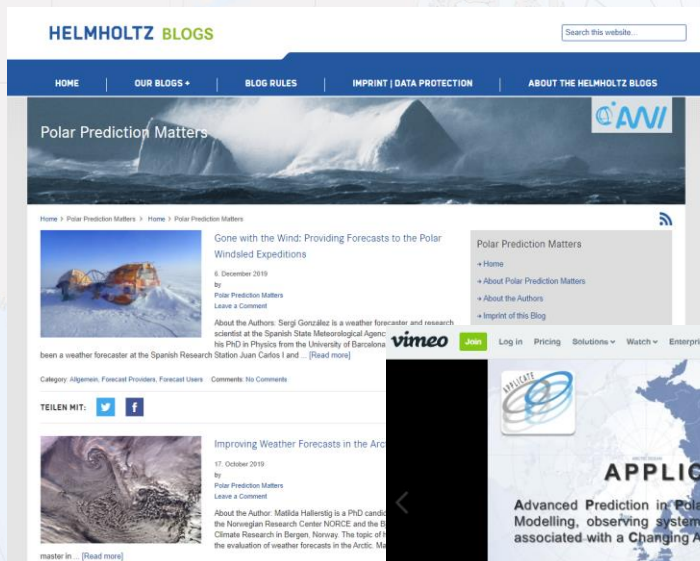 HELMHOLTZ BLOGS
Search this website...
HOME
OUR BLOGS +
BLOG RULES
IMPRINT | DATA PROTECTION
ABOUT THE HELMHOLTZ BLOGS
Polar Prediction Matters
AWI
Home > Polar Prediction Matters > Home > Polar Prediction Matters
Gone with the Wind: Providing Forecasts to the Polar
Windsled Expeditions
6. December 2019
by
Polar Prediction Matters
Leave a Comment
About the Authors: Sergi González is a weather forecaster and research
scientist at the Spanish State Meteorological Agenc
his PhD in Physics from the University of Barcelona
been a weather forecaster at the Spanish Research Station Juan Carlos I and ... [Read more]
Category: Allgemein, Forecast Providers, Forecast Users Comments: No Comments
TEILEN MIT:
Polar Prediction Matters
Home
About Polar Prediction Matters
About the Authors
Imprint of this Blog
Improving Weather Forecasts in the Arc
17. October 2019
by
Polar Prediction Matters
Leave a Comment
About the Author: Matilda Hallerstig is a PhD candic
the Norwegian Research Center NORCE and the B
Climate Research in Bergen, Norway. The topic of h
the evaluation of weather forecasts in the Arctic. Ma
master in ... [Read more]
vimeo
Join
Log in
Pricing
Solutions
Watch
Enterpri
APPLICATE
APPLIC
Advanced Prediction in Pola
Modelling, observing system
associated with a Changing A